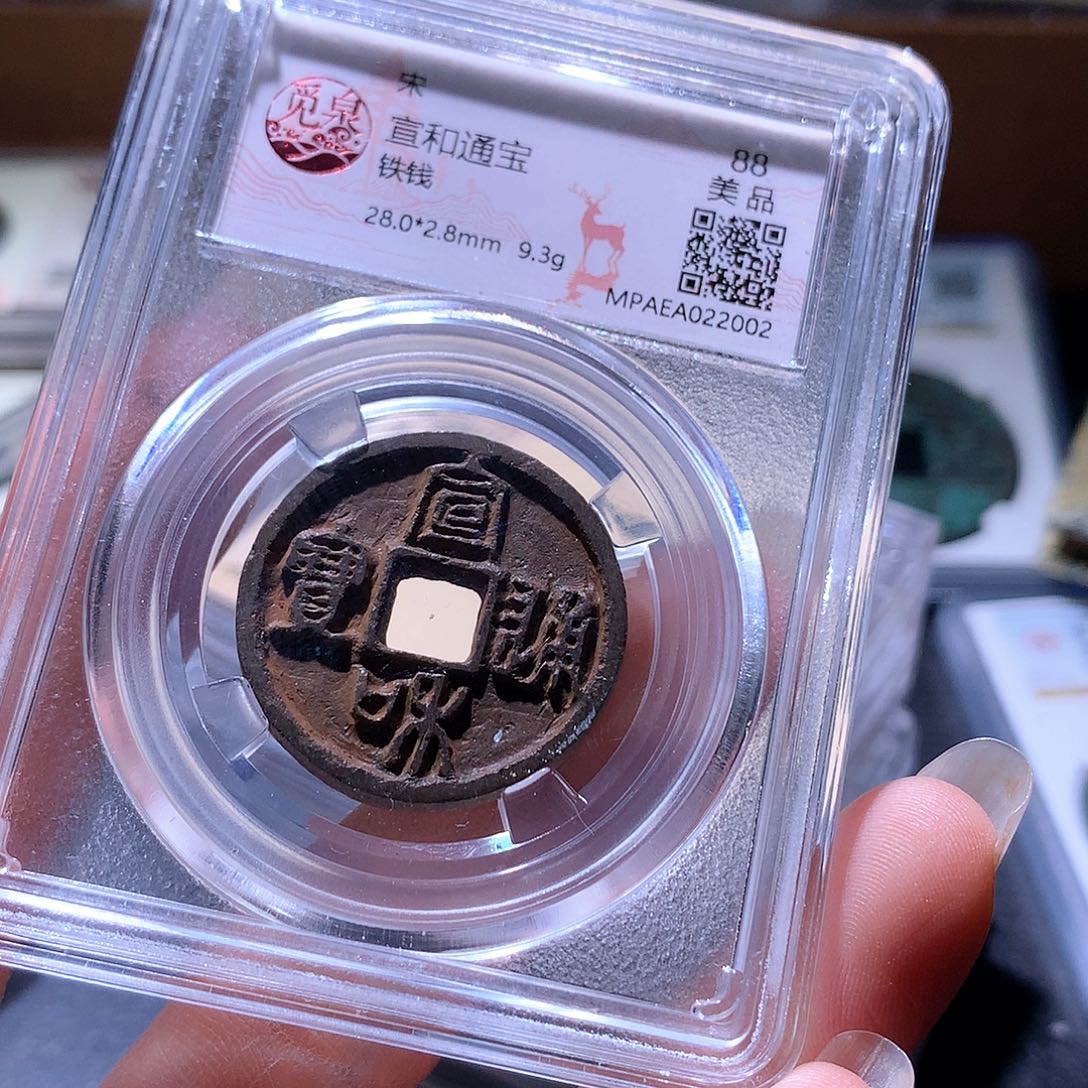 觅泉
宋
宣和通宝
铁钱
28.0*2.8mm 9.3g
88
美品
MPAEA022002
宣
寶 通
和